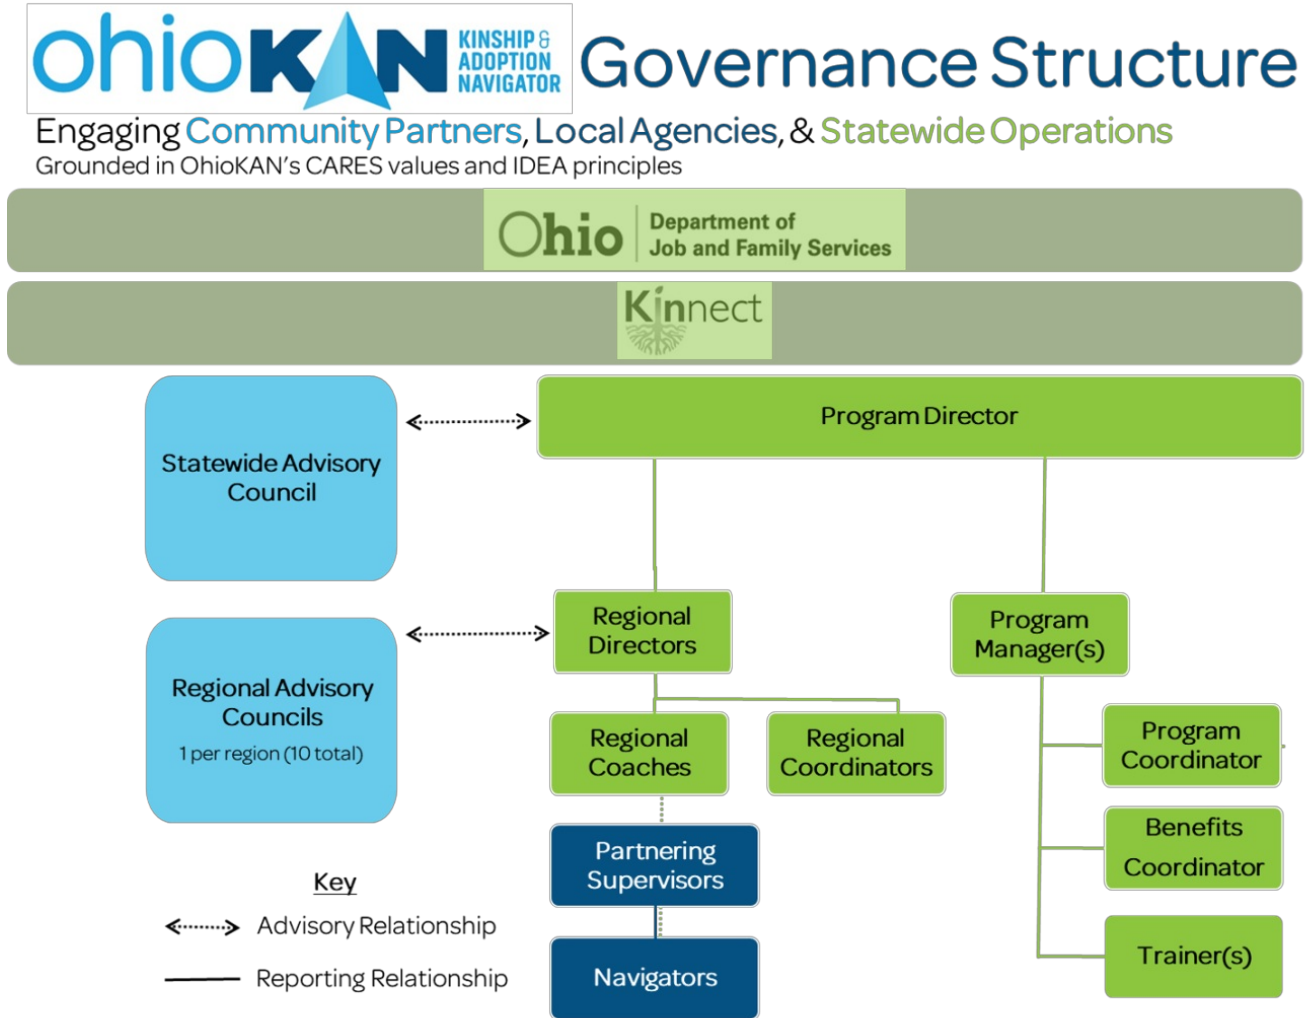 ohioKAN KINSHIP &
ADOPTION
NAVIGATOR
Governance Structure
Engaging Community Partners, Local Agencies, & Statewide Operations
Grounded in OhioKAN's CARES values and IDEA principles
Ohio Department of
Job and Family Services
Kinnect
Program Director
Statewide Advisory
Council
Regional
Directors
Program
Manager(s)
Regional Advisory
Councils
1 per region (10 total)
Regional
Coaches
Regional
Coordinators
Program
Coordinator
Partnering
Supervisors
Benefits
Coordinator
Navigators
Trainer(s)
Key
Advisory Relationship
Reporting Relationship